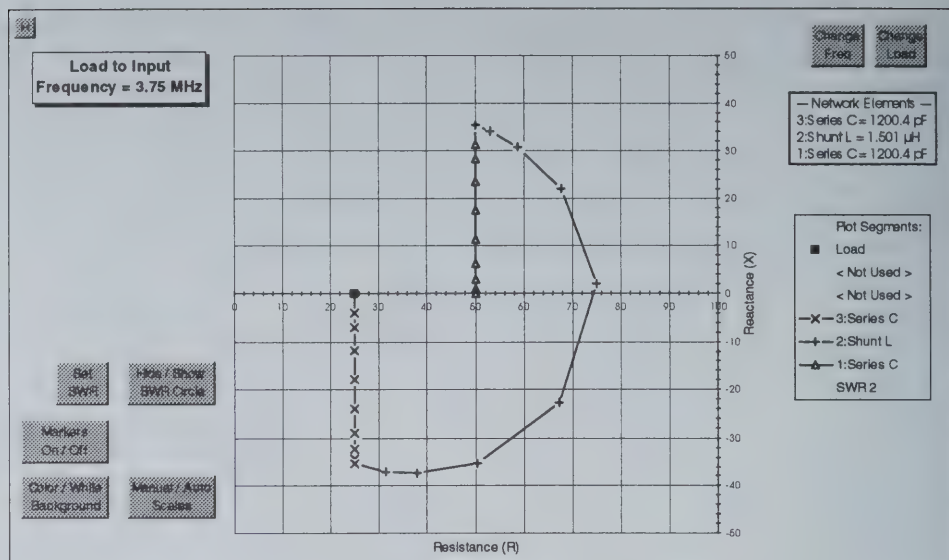 H
Load to Input
Frequency = 3.75 MHz
Change
Freq
Change
Load
— Network Elements —
3:Series C = 1200.4 pF
2:Shunt L = 1.501 µH
1:Series C = 1200.4 pF
Plot Segments:
Load
< Not Used >
< Not Used >
3:Series C
2:Shunt L
1:Series C
SWR 2
50
40
30
20
10
0
-10
-20
-30
-40
-50
0 10 20 30 40 50 60 70 80 90 100
Reactance (X)
Resistance (R)
Set
SWR
Hide / Show
SWR Circle
Markers
On / Off
Color / White
Background
Manual / Auto
Scales